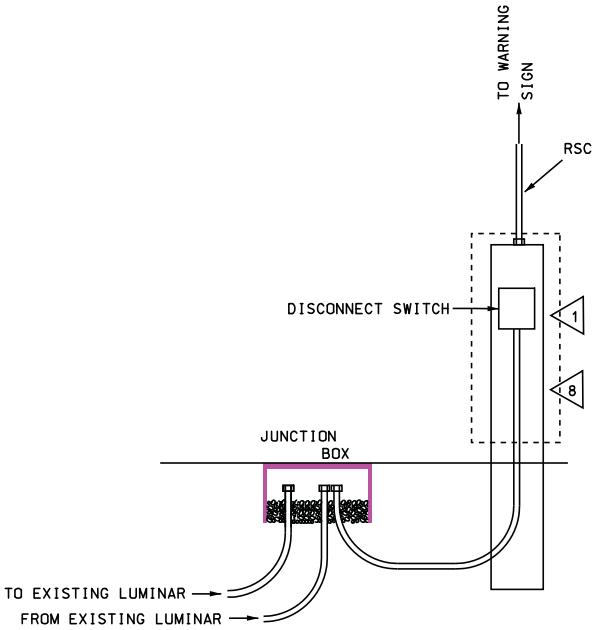 TO WARNING
SIGN
RSC
DISCONNECT SWITCH
1
8
JUNCTION
BOX
TO EXISTING LUMINAR
FROM EXISTING LUMINAR